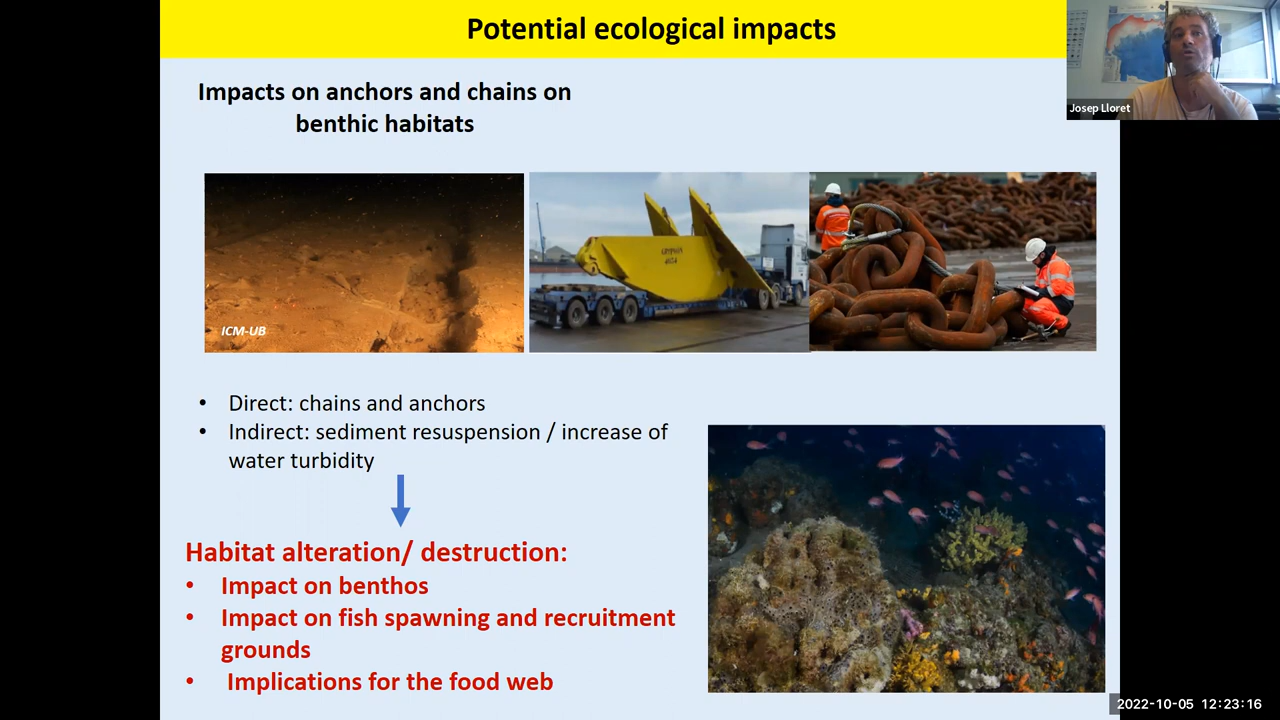 Potential ecological impacts
Josep Lloret
Impacts on anchors and chains on
benthic habitats
ICM-UB
• Direct: chains and anchors
• Indirect: sediment resuspension / increase of
water turbidity
Habitat alteration/ destruction:
• Impact on benthos
• Impact on fish spawning and recruitment
grounds
• Implications for the food web
2022-10-05 12:23:16